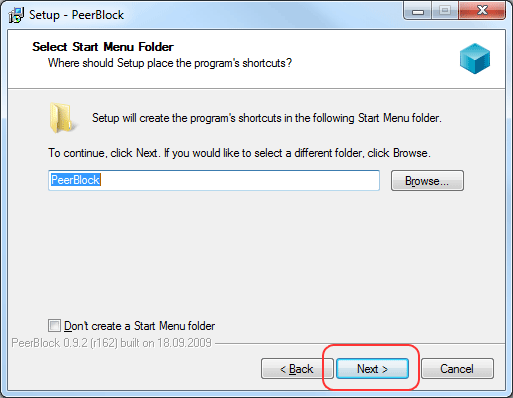 Setup - PeerBlock
Select Start Menu Folder
Where should Setup place the program's shortcuts?
Setup will create the program's shortcuts in the following Start Menu folder.
To continue, click Next. If you would like to select a different folder, click Browse.
PeerBlock
Browse...
Don't create a Start Menu folder
PeerBlock 0.9.2 (r162) built on 18.09.2009
< Back
Next >
Cancel